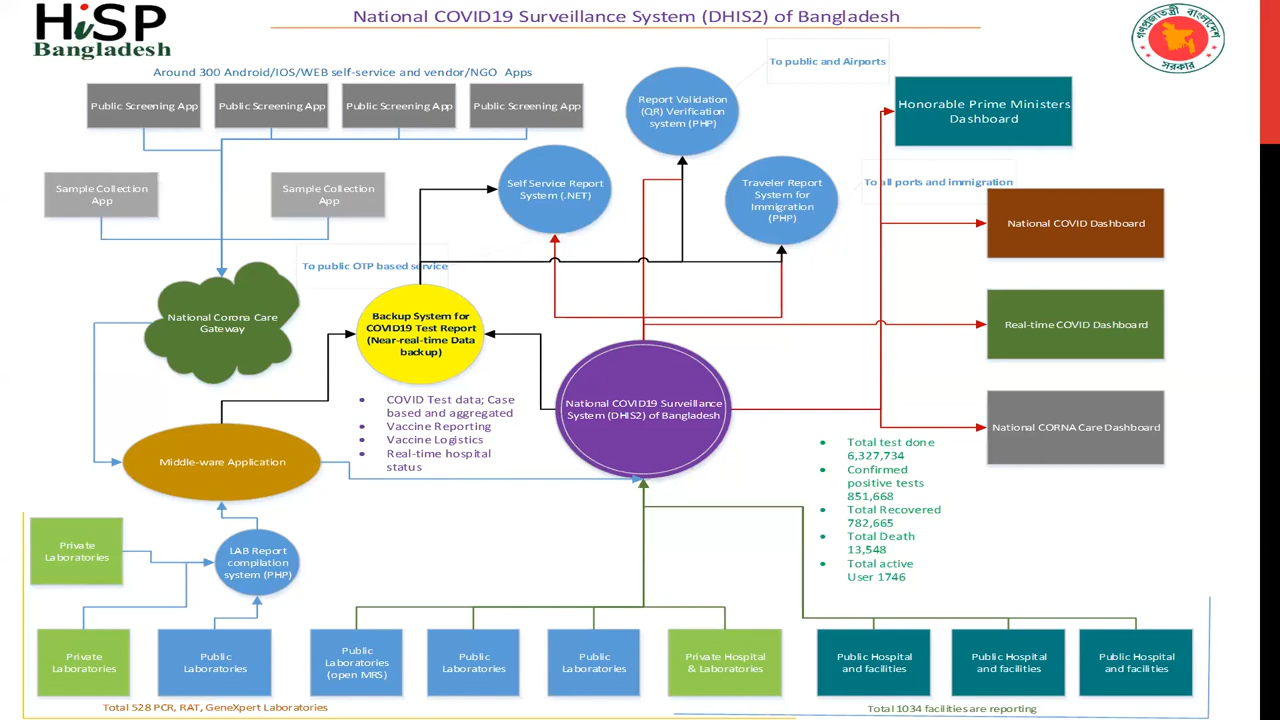 HiSP
Bangladesh
National COVID19 Surveillance System (DHIS2) of Bangladesh
গণপ্রজাতন্ত্রী বাংলাদেশ
সরকার
Around 300 Android/IOS/WEB self-service and vendor/NGO Apps
Public Screening App
Public Screening App
Public Screening App
Public Screening App
Sample Collection
App
Sample Collection
App
To public and Airports
Report Validation
(QR) Verification
system (PHP)
Self Service Report
System (.NET)
Traveler Report
System for
Immigration
(PHP)
To all ports and immigration
Honorable Prime Ministers
Dashboard
National COVID Dashboard
Real-time COVID Dashboard
National CORNA Care Dashboard
To public OTP based service
National Corona Care
Gateway
Backup System for
COVID19 Test Report
(Near-real-time Data
backup)
National COVID19 Surveillance
System (DHIS2) of Bangladesh
• COVID Test data; Case
based and aggregated
• Vaccine Reporting
• Vaccine Logistics
• Real-time hospital
status
Middle-ware Application
• Total test done
6,327,734
• Confirmed
positive tests
851,668
• Total Recovered
782,665
• Total Death
13,548
• Total active
User 1746
Private
Laboratories
LAB Report
compilation
system (PHP)
Private
Laboratories
Public
Laboratories
Public
Laboratories
(open MRS)
Public
Laboratories
Public
Laboratories
Private Hospital
& Laboratories
Public Hospital
and facilities
Public Hospital
and facilities
Public Hospital
and facilities
Total 528 PCR, RAT, GeneXpert Laboratories
Total 1034 facilities are reporting